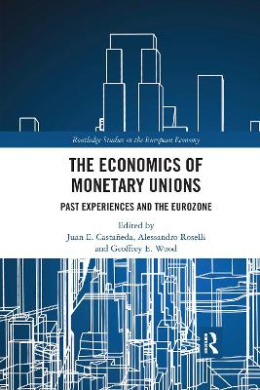 Routledge Studies in the European Economy
THE ECONOMICS OF
MONETARY UNIONS
PAST EXPERIENCES AND THE EUROZONE
Edited by
Juan E. Castañeda, Alessandro Roselli
and Geoffrey E. Wood